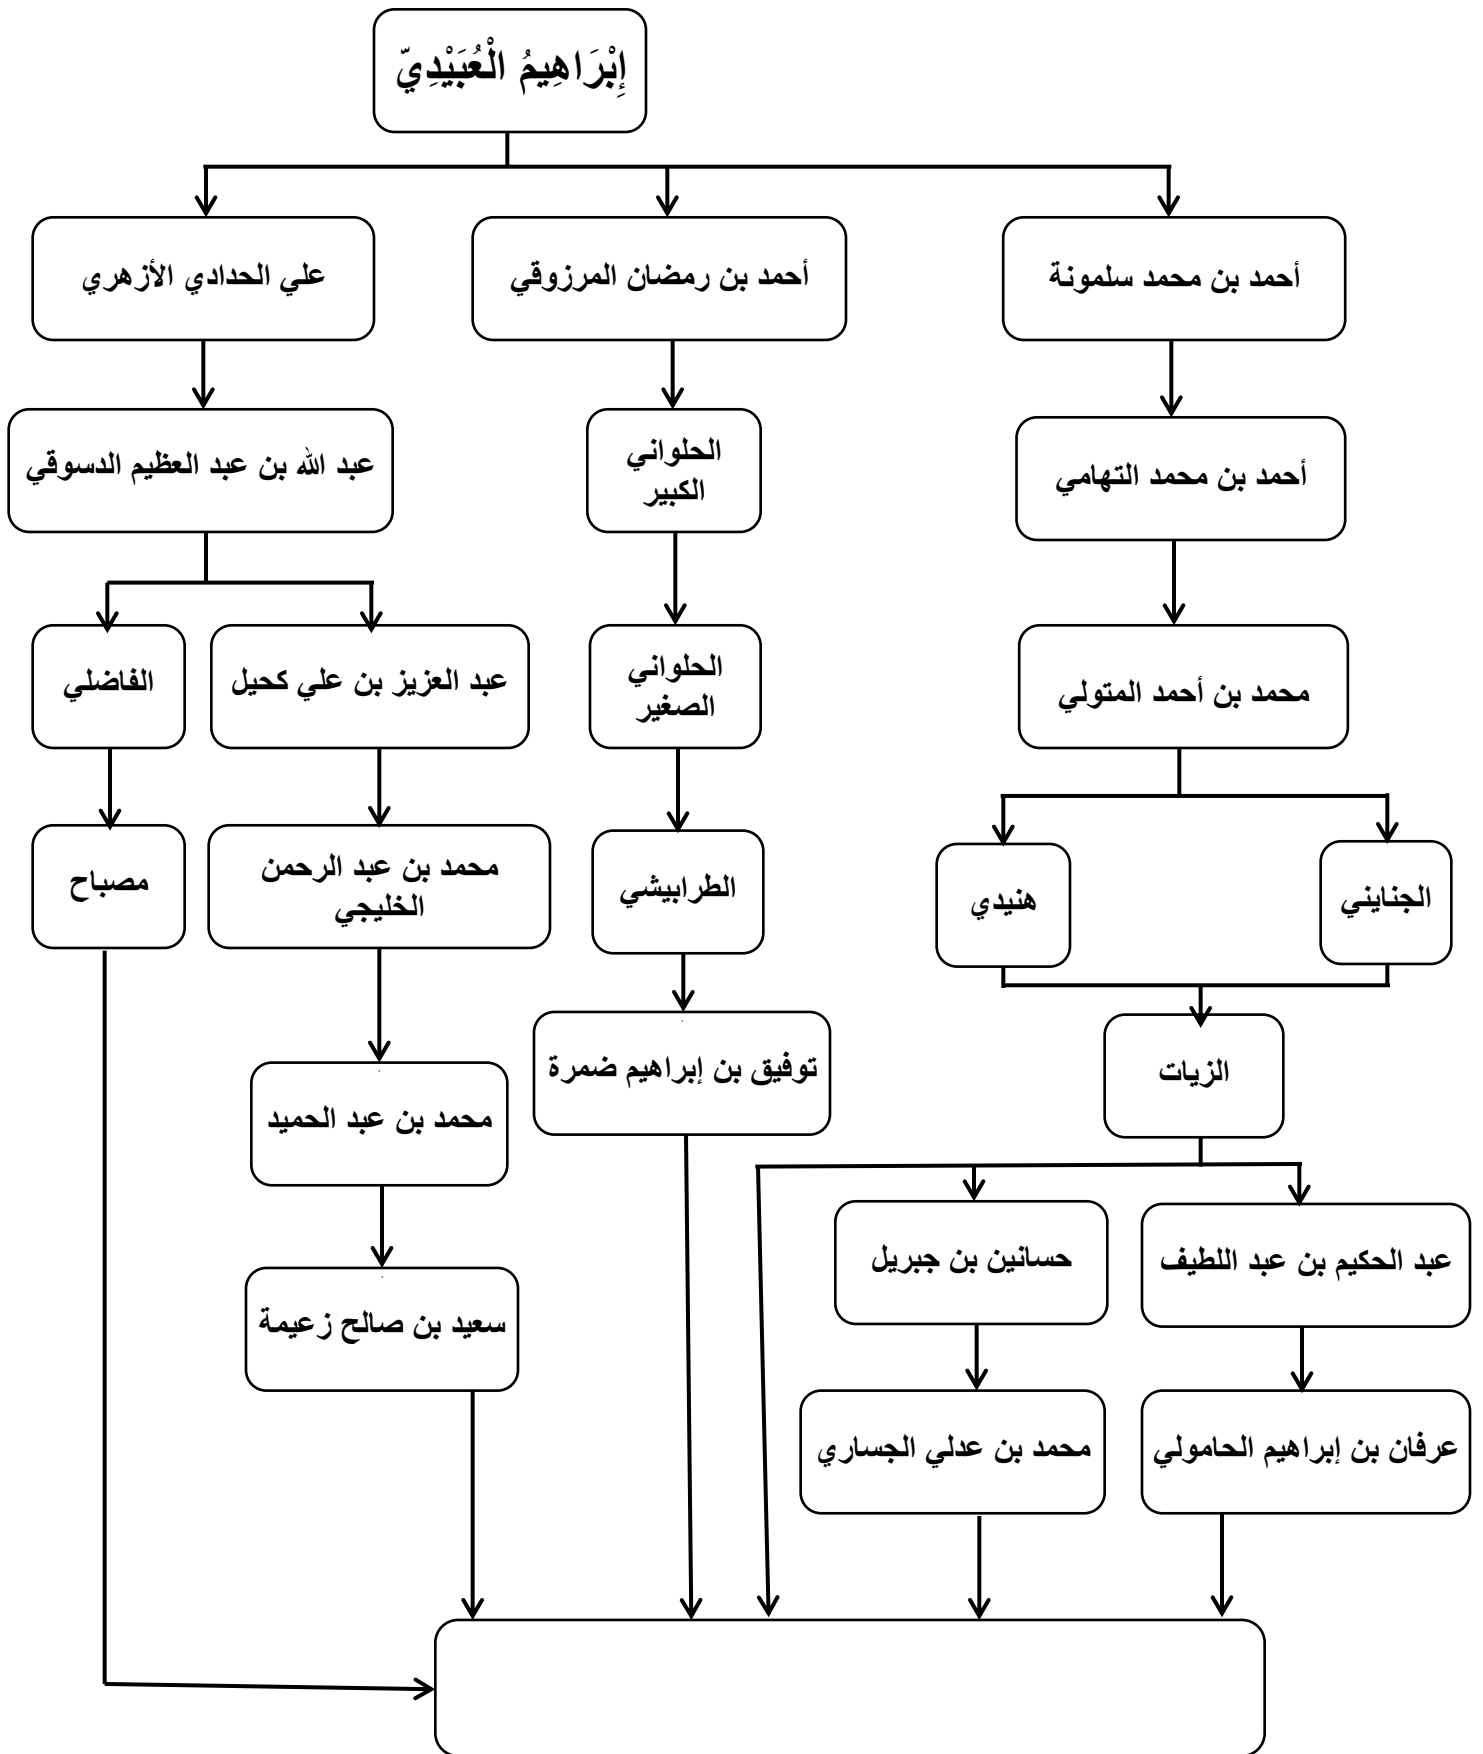 إِبْرَاهِيمُ الْعُبَيْدِيّ
أحمد بن محمد سلمونة
أحمد بن رمضان المرزوقي
علي الحدادي الأزهري
أحمد بن محمد التهامي
الحلواني
الكبير
عبد الله بن عبد العظيم الدسوقي
محمد بن أحمد المتولي
الحلواني
الصغير
عبد العزيز بن علي كحيل
الفاضلي
الجنايني
هنيدي
الطرابيشي
محمد بن عبد الرحمن
الخليجي
مصباح
الزيات
توفيق بن إبراهيم ضمرة
محمد بن عبد الحميد
عبد الحكيم بن عبد اللطيف
حسانين بن جبريل
سعيد بن صالح زعيمة
عرفان بن إبراهيم الحامولي
محمد بن عدلي الجساري